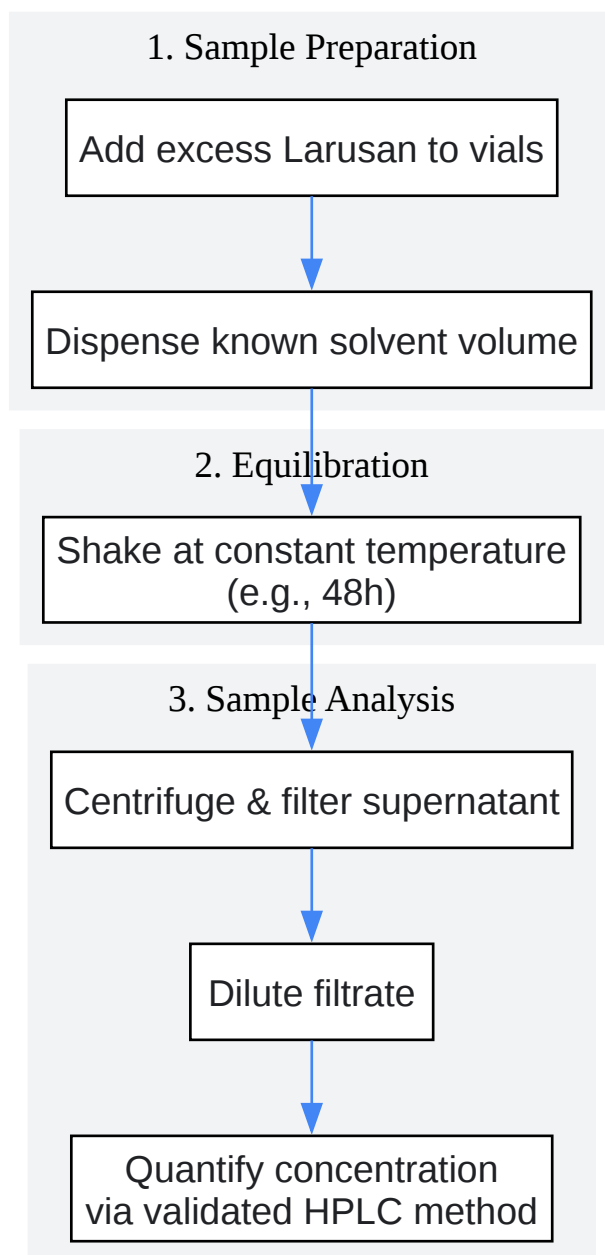 1. Sample Preparation
Add excess Larusan to vials
Dispense known solvent volume
2. Equilibration
Shake at constant temperature
(e.g., 48h)
3. Sample Analysis
Centrifuge & filter supernatant
Dilute filtrate
Quantify concentration
via validated HPLC method